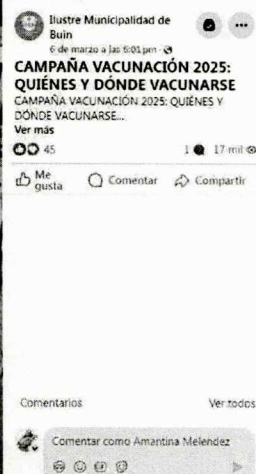 Ilustre Municipalidad de
Buin
6 de marzo a las 6:01 pm ·
CAMPAÑA VACUNACIÓN 2025:
QUIÉNES Y DÓNDE VACUNARSE
CAMPAÑA VACUNACIÓN 2025: QUIÉNES Y
DÓNDE VACUNARSE...
Ver más
45 1 17 mil
Me gusta Comentar Compartir
Comentarios Ver todos
Comentar como Amantina Melendez